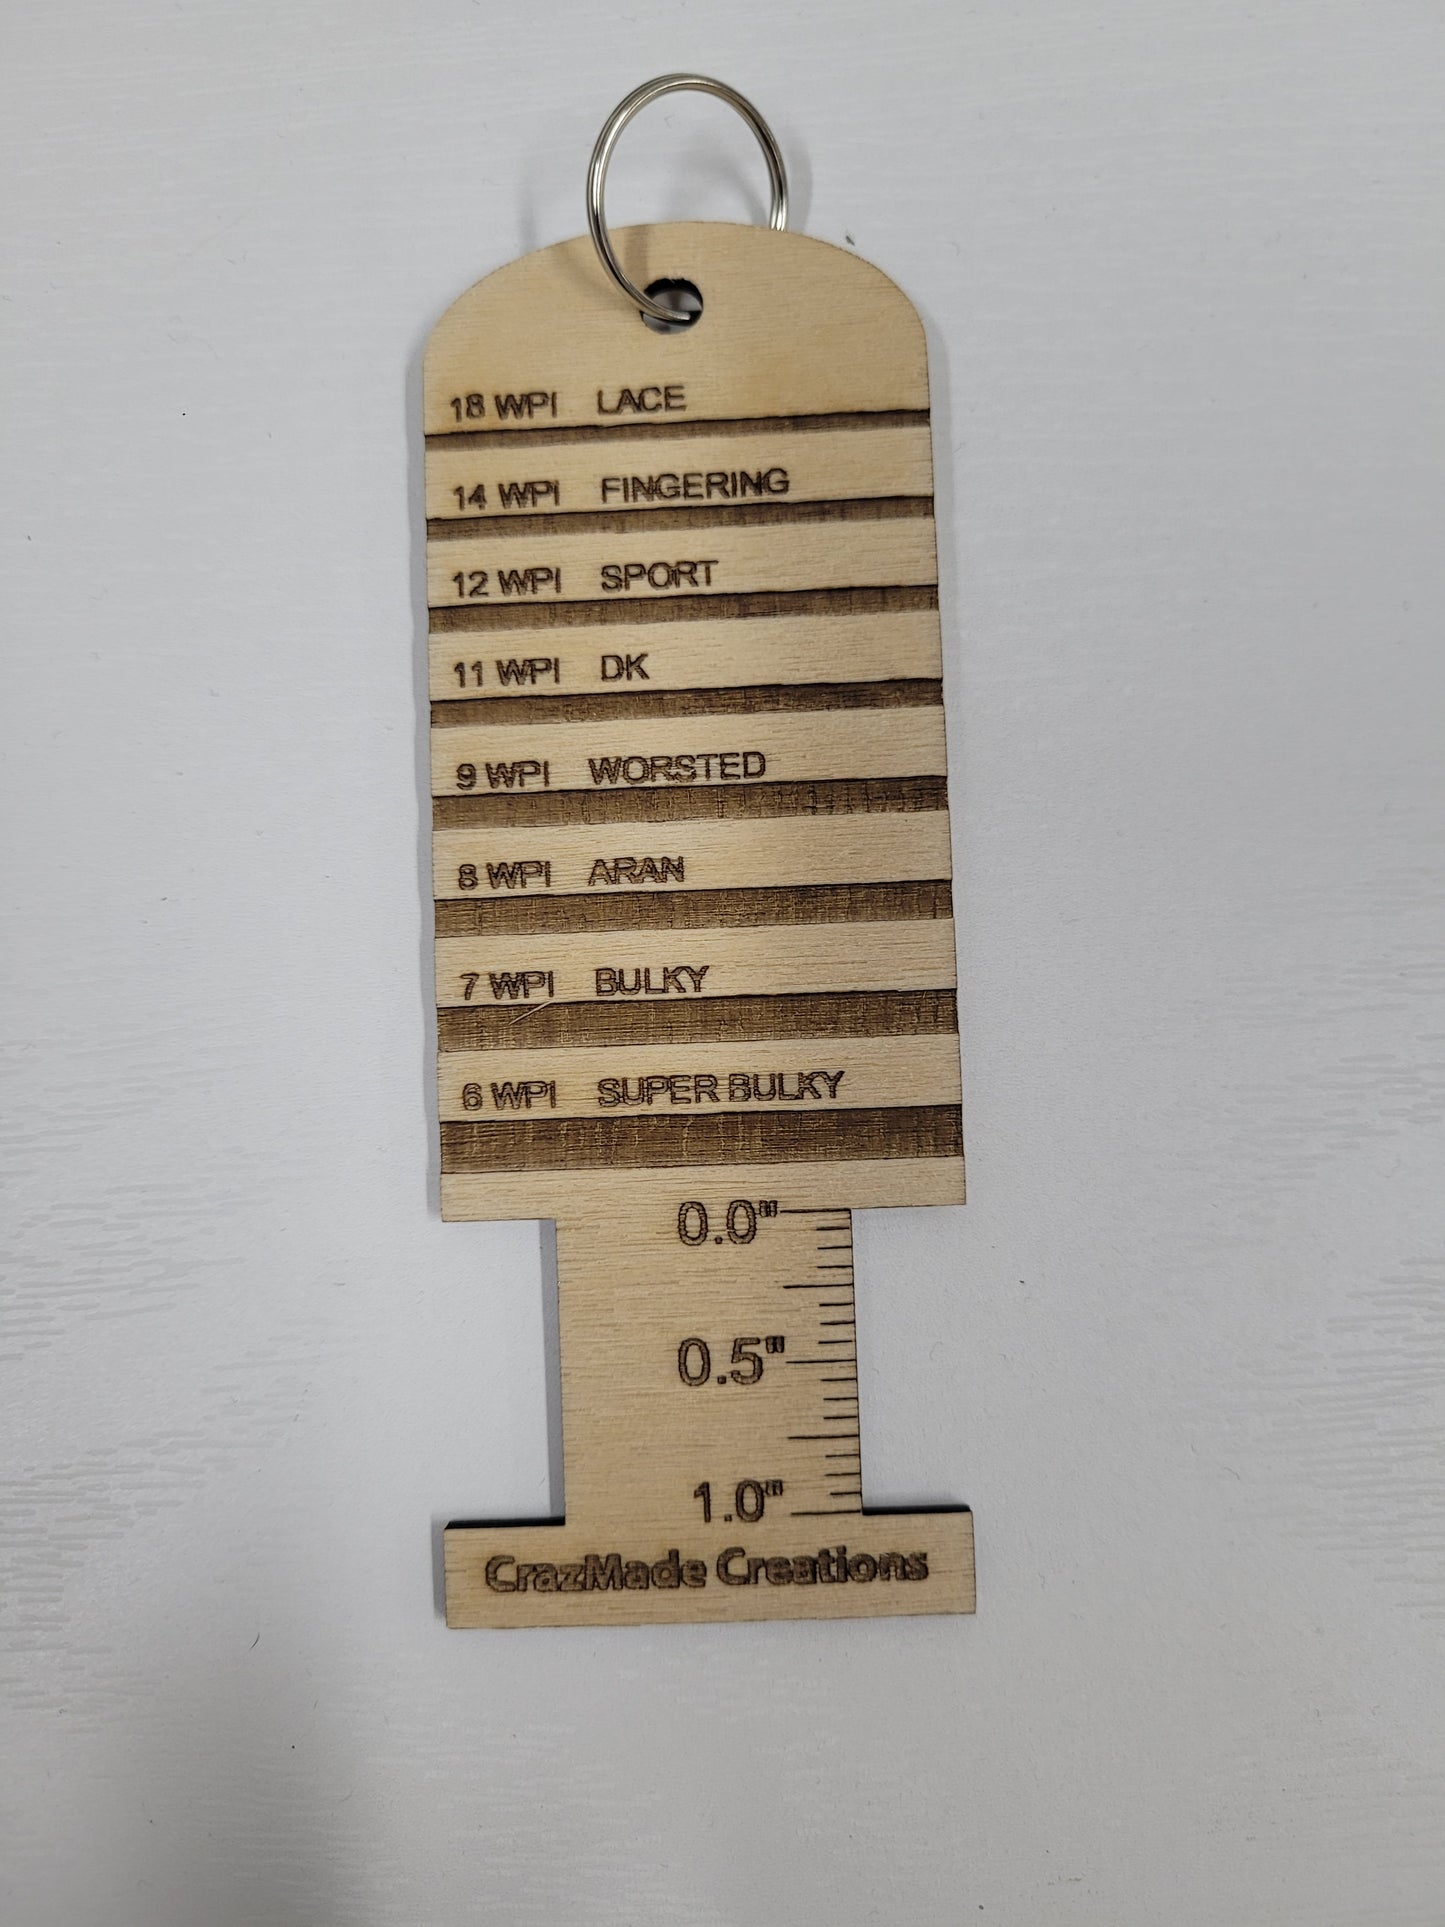 18 WPI LACE
14 WPI FINGERING
12 WPI SPORT
11 WPI DK
9 WPI WORSTED
8 WPI ARAN
7 WPI BULKY
6 WPI SUPER BULKY
0.0"
0.5"
1.0"
CrazMade Creations